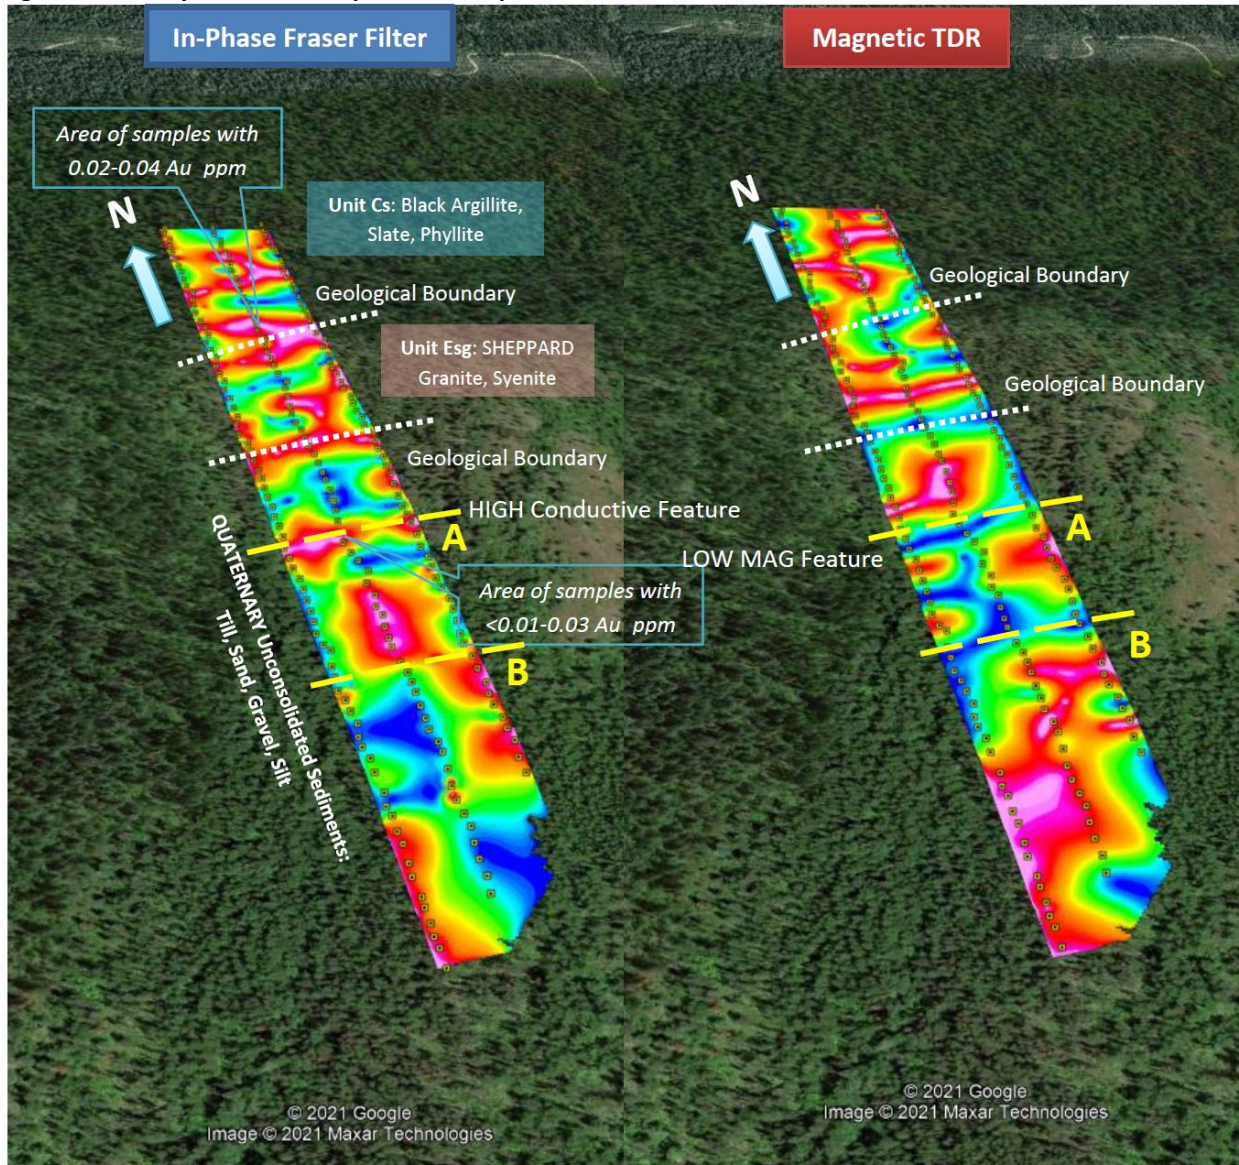 In-Phase Fraser Filter
Magnetic TDR
Area of samples with
0.02-0.04 Au ppm
N
Unit Cs: Black Argillite,
Slate, Phyllite
Geological Boundary
Unit Esg: SHEPPARD
Granite, Syenite
Geological Boundary
HIGH Conductive Feature
A
QUATERNARY Unconsolidated Sediments:
Till, Sand, Gravel, Silt
Area of samples with
<0.01-0.03 Au ppm
B
© 2021 Google
Image © 2021 Maxar Technologies
N
Geological Boundary
Geological Boundary
A
LOW MAG Feature
B
© 2021 Google
Image © 2021 Maxar Technologies